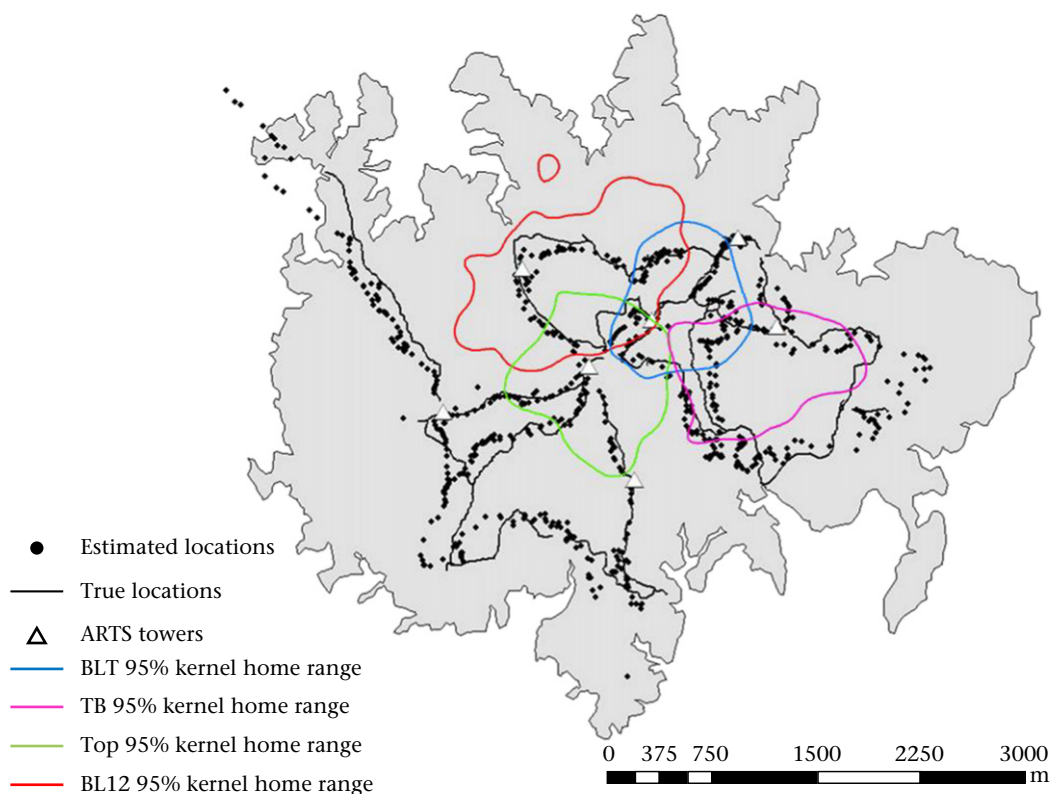 Estimated locations
True locations
ARTS towers
BLT 95% kernel home range
TB 95% kernel home range
Top 95% kernel home range
BL12 95% kernel home range
0 375 750 1500 2250 3000
m